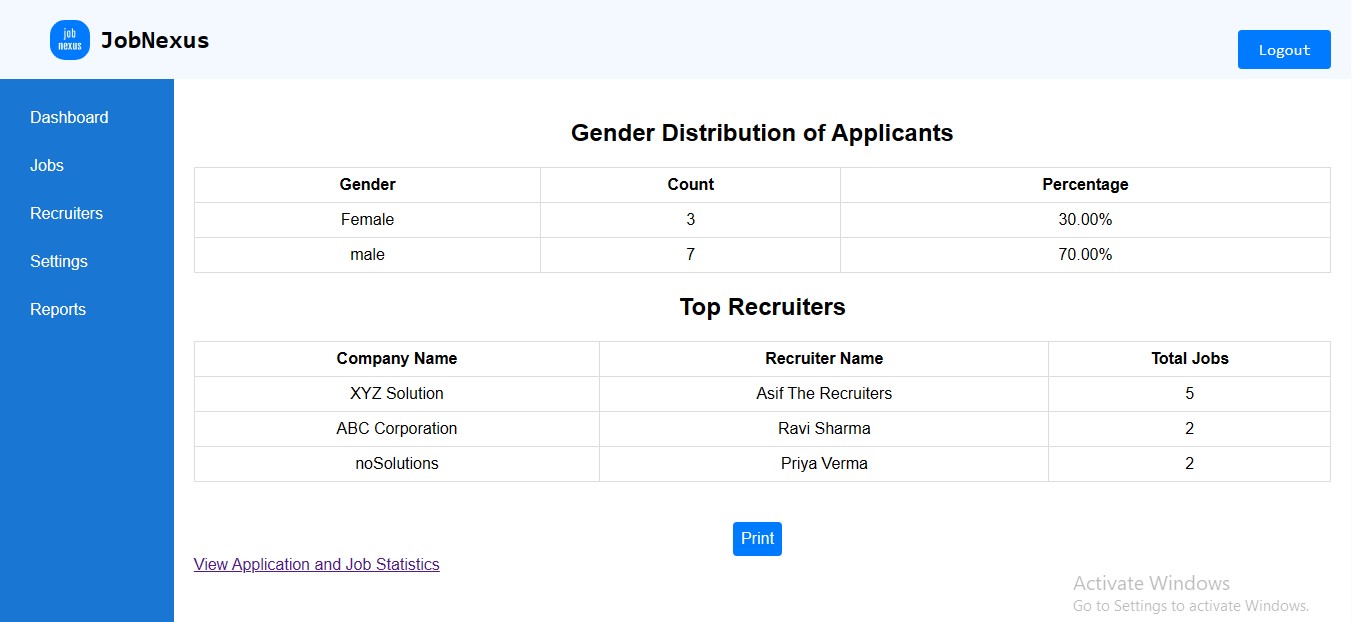 job
nexus
JobNexus
Logout
Dashboard
Jobs
Recruiters
Settings
Reports
Gender Distribution of Applicants
Gender Count Percentage
Female 3 30.00%
male 7 70.00%
Top Recruiters
Company Name Recruiter Name Total Jobs
XYZ Solution Asif The Recruiters 5
ABC Corporation Ravi Sharma 2
noSolutions Priya Verma 2
Print
View Application and Job Statistics
Activate Windows
Go to Settings to activate Windows.